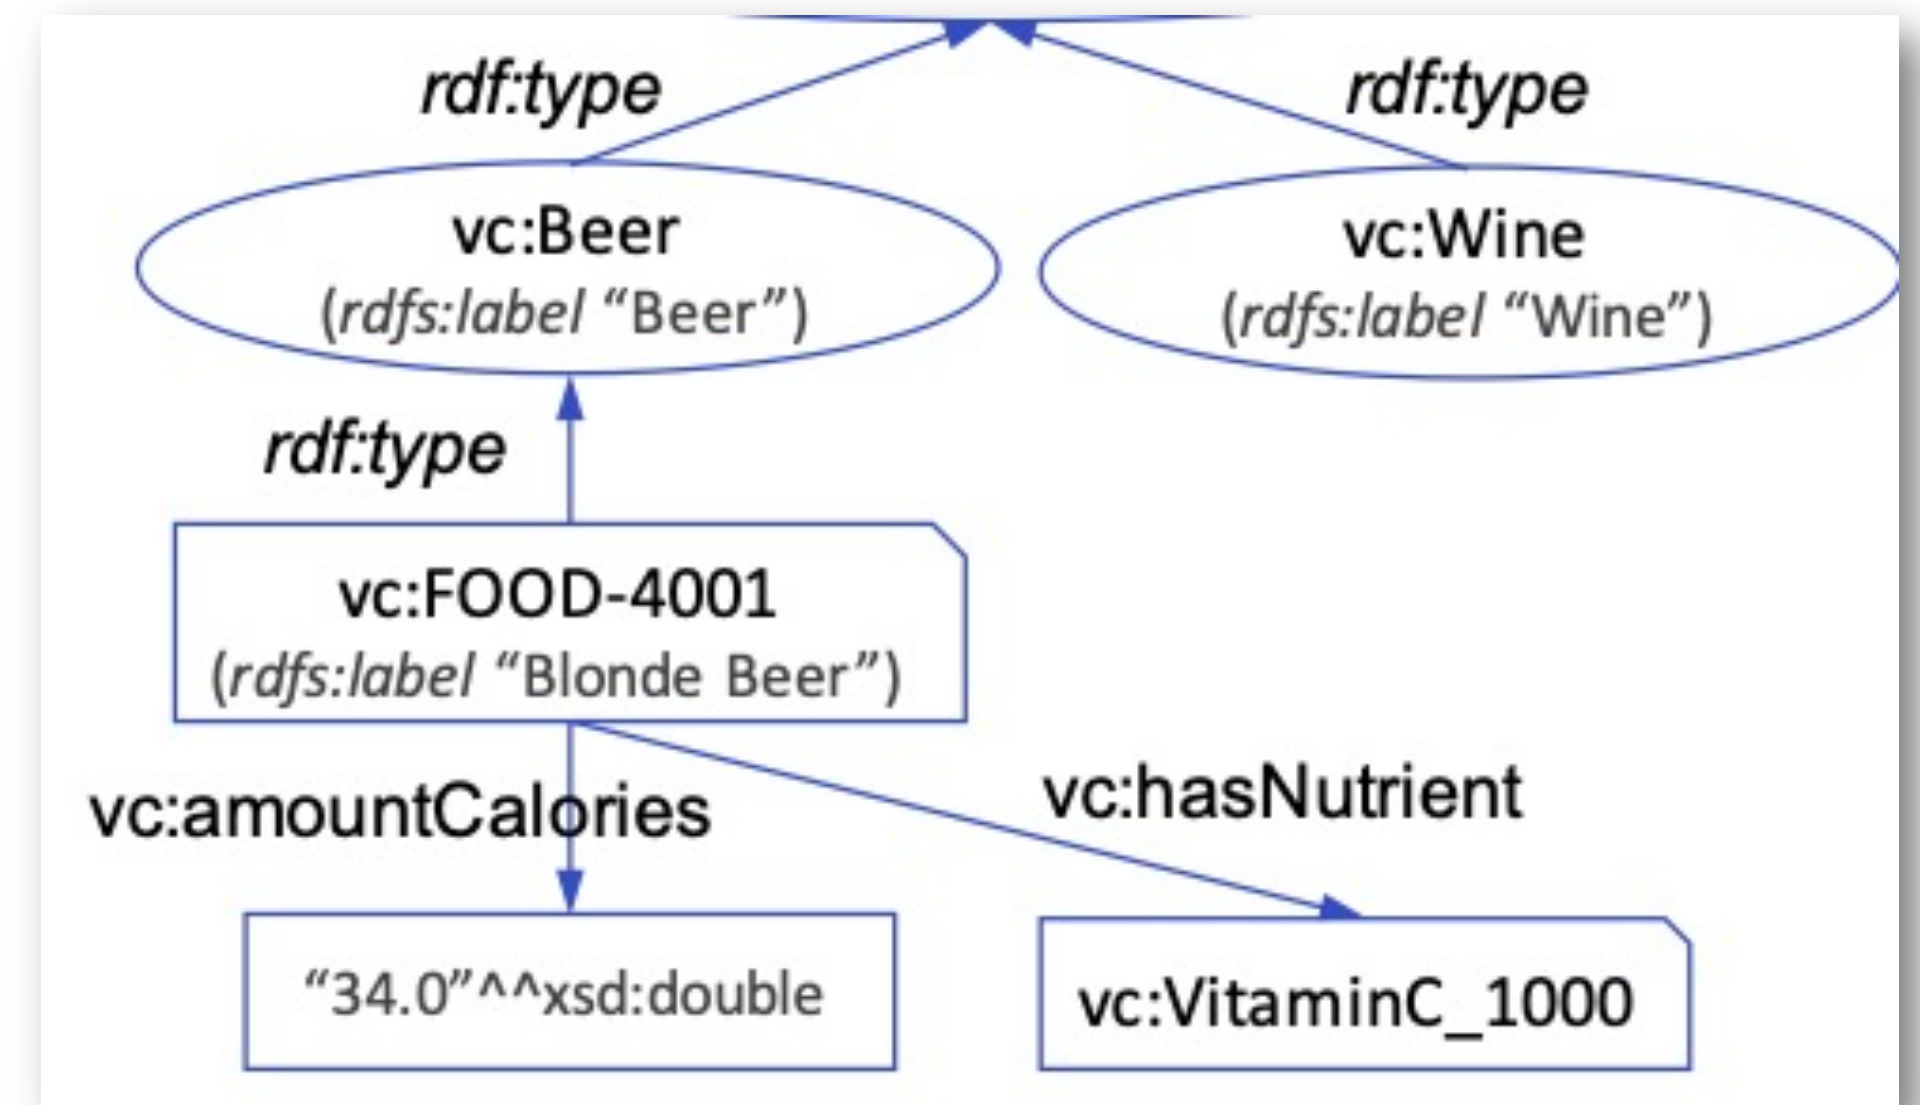 rdf:type
rdf:type
vc:Beer
(rdfs:label “Beer”)
vc:Wine
(rdfs:label “Wine”)
rdf:type
vc:FOOD-4001
(rdfs:label “Blonde Beer”)
vc:amountCalories
vc:hasNutrient
“34.0”^^xsd:double
vc:VitaminC_1000